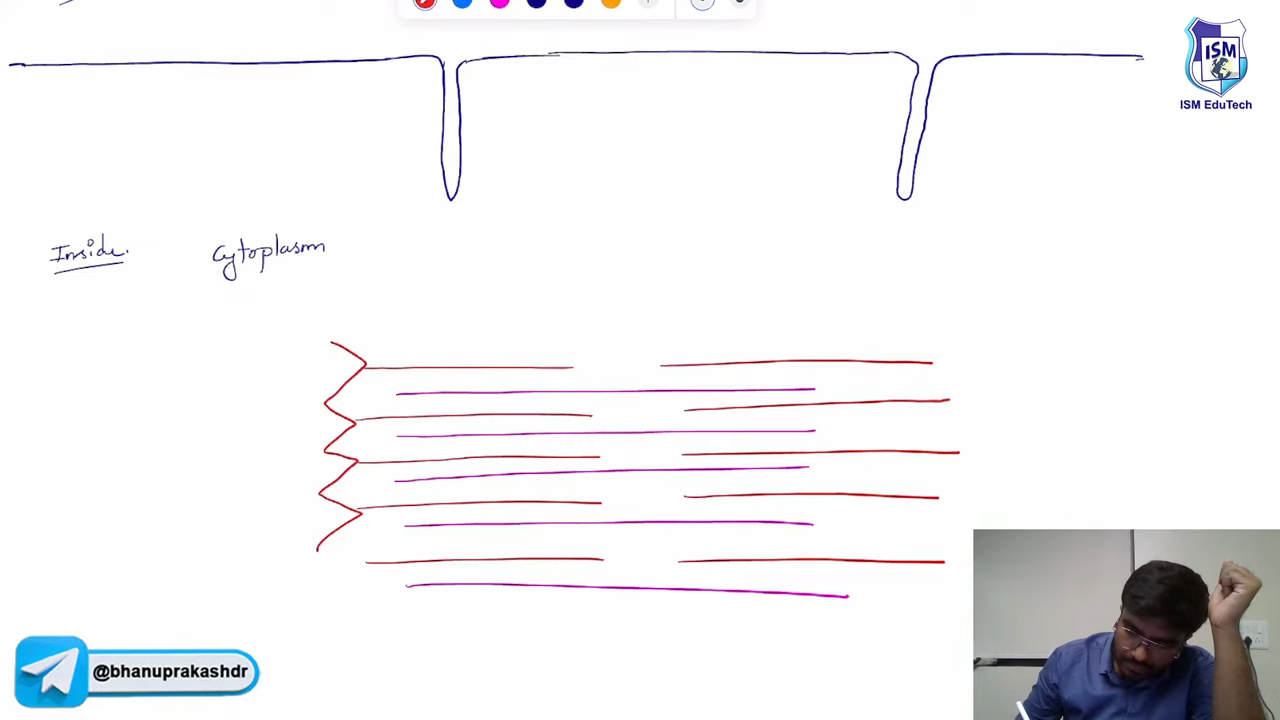 ISM
ISM EduTech
Inside.
Cytoplasm
@bhanuprakashdr